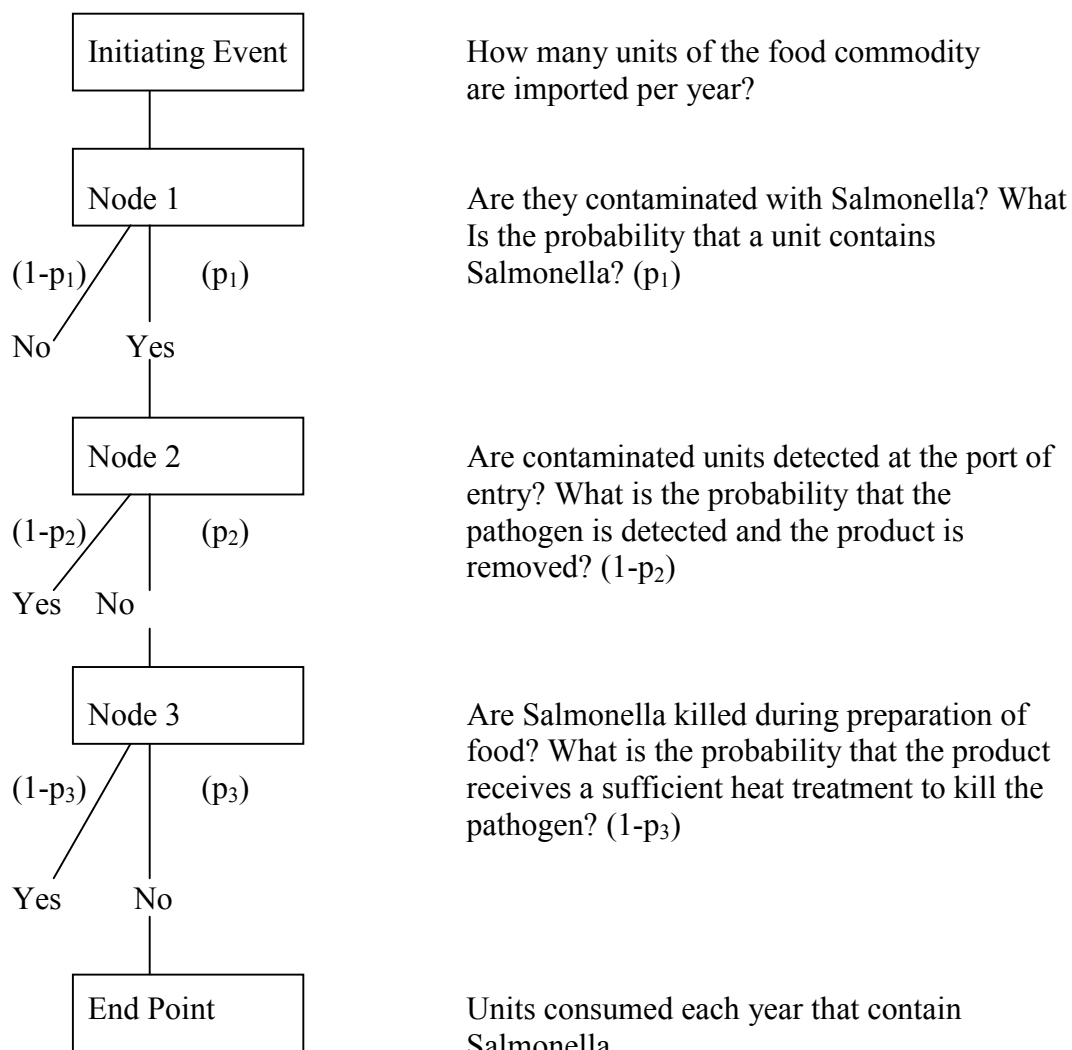 Initiating Event
How many units of the food commodity
are imported per year?
Node 1
Are they contaminated with Salmonella? What
Is the probability that a unit contains
Salmonella? (p₁)
(1-p₁)
(p₁)
No
Yes
Node 2
Are contaminated units detected at the port of
entry? What is the probability that the
pathogen is detected and the product is
removed? (1-p₂)
(1-p₂)
(p₂)
Yes
No
Node 3
Are Salmonella killed during preparation of
food? What is the probability that the product
receives a sufficient heat treatment to kill the
pathogen? (1-p₃)
(1-p₃)
(p₃)
Yes
No
End Point
Units consumed each year that contain
Salmonella